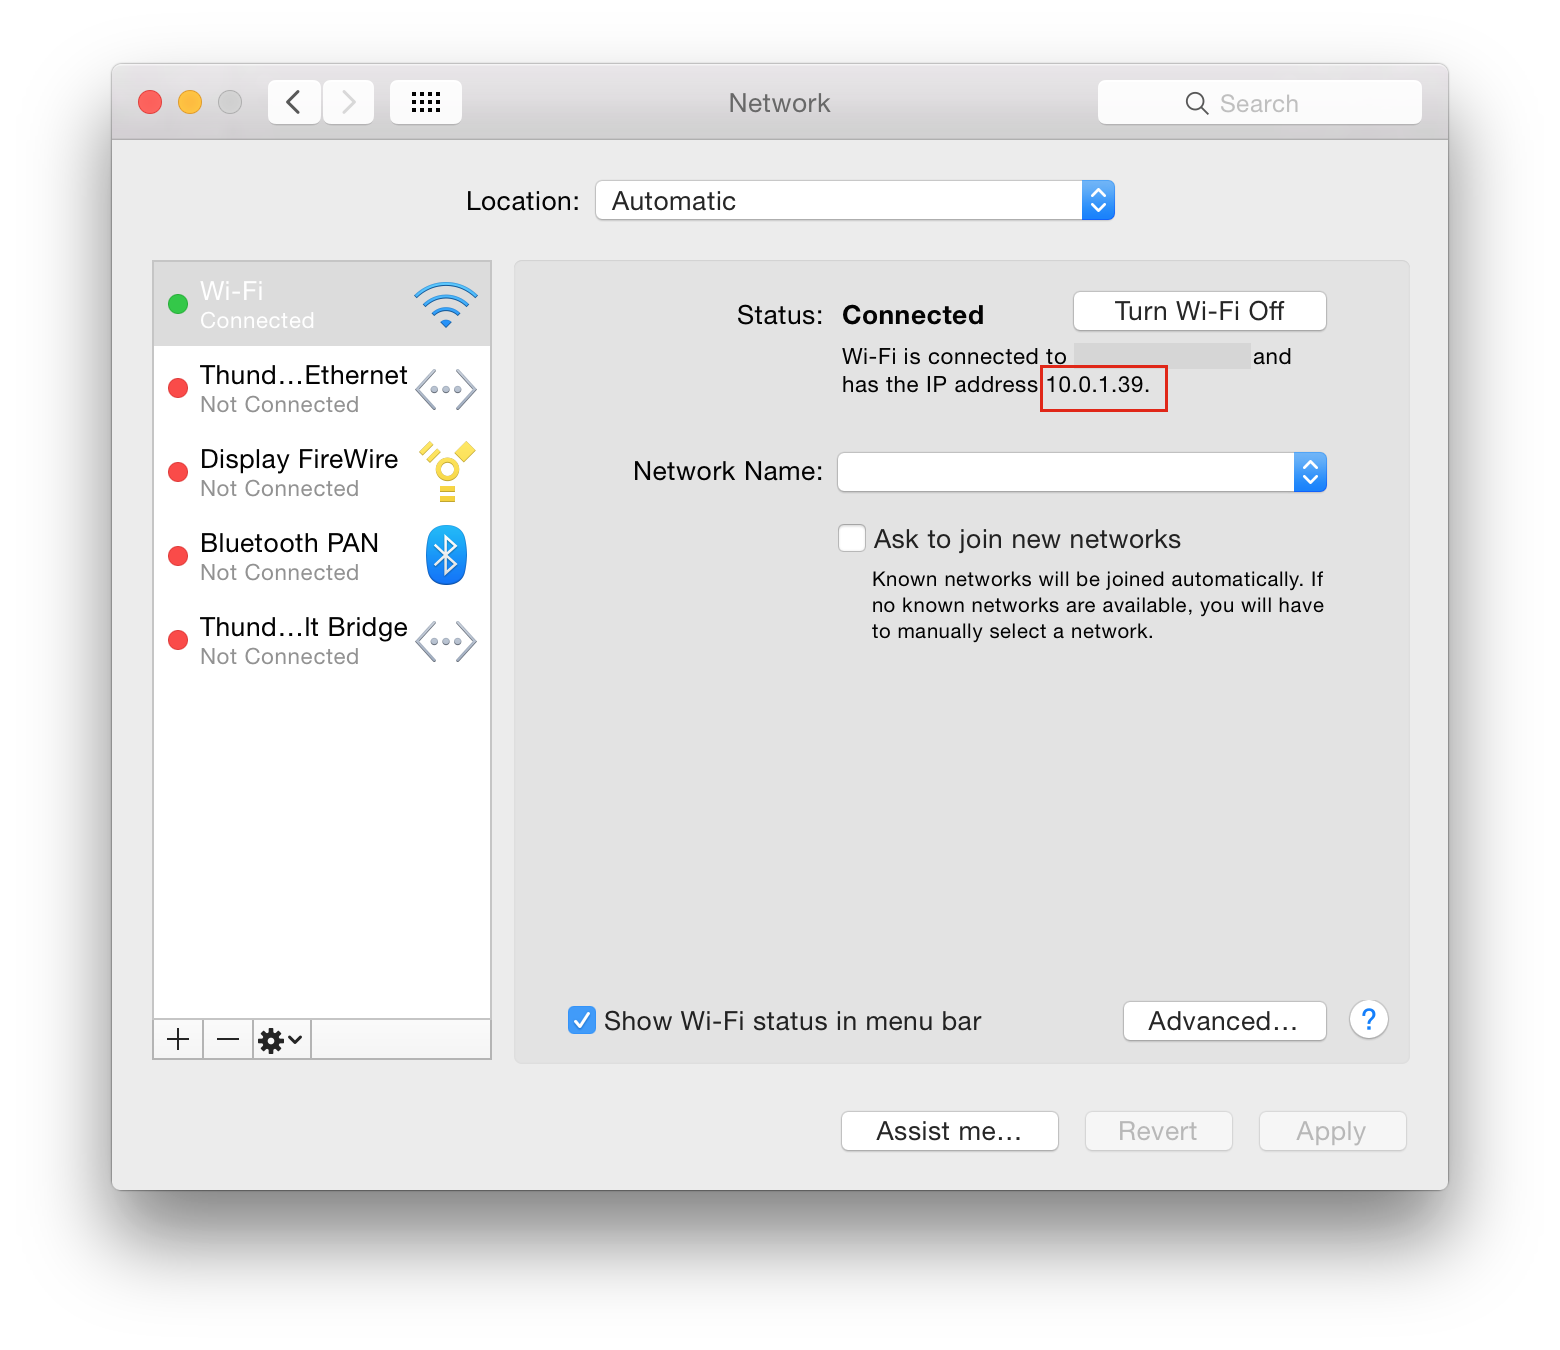 Network
Search
Location: Automatic
Wi-Fi
Connected
Thund...Ethernet
Not Connected
Display FireWire
Not Connected
Bluetooth PAN
Not Connected
Thund...lt Bridge
Not Connected
Status: Connected
Turn Wi-Fi Off
Wi-Fi is connected to and
has the IP address 10.0.1.39.
Network Name:
Ask to join new networks
Known networks will be joined automatically. If
no known networks are available, you will have
to manually select a network.
Show Wi-Fi status in menu bar
Advanced...
?
Assist me...
Revert
Apply